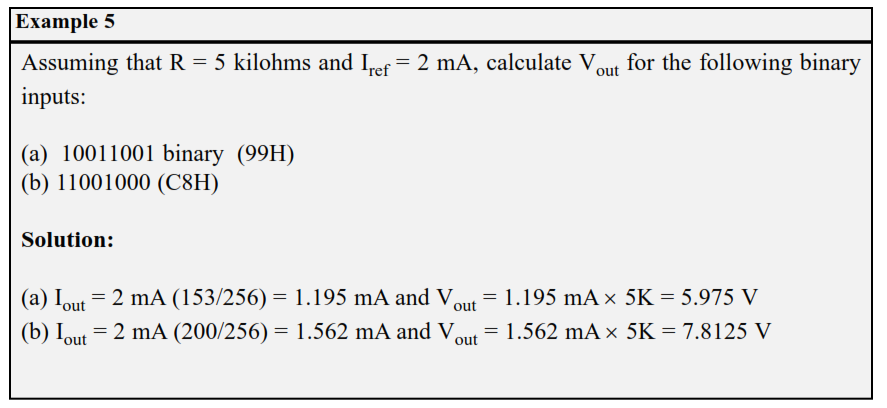 Example 5
Assuming that R = 5 kilohms and Iref = 2 mA, calculate Vout for the following binary
inputs:
(a) 10011001 binary (99H)
(b) 11001000 (C8H)
Solution:
(a) Iout = 2 mA (153/256) = 1.195 mA and Vout = 1.195 mA × 5K = 5.975 V
(b) Iout = 2 mA (200/256) = 1.562 mA and Vout = 1.562 mA × 5K = 7.8125 V